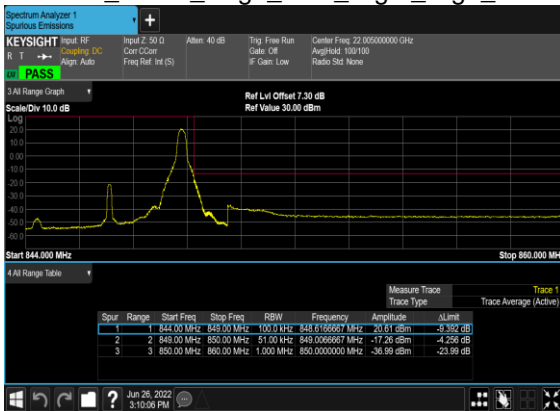 Spectrum Analyzer 1
Spurious Emissions
+
KEYSIGHT Input: RF Input Z: 50 Ω Atten: 40 dB Trig: Free Run Center Freq: 22.005000000 GHz
R T Coupling: DC Corr CCorr Gate: Off Avg|Hold: 100/100
Align: Auto Freq Ref: Int (S) IF Gain: Low Radio Std: None
PASS
3 All Range Graph
Ref Lvl Offset 7.30 dB
Scale/Div 10.0 dB Ref Value 30.00 dBm
Log
20.0
10.0
0.00
-10.0
-20.0
-30.0
-40.0
-50.0
-60.0
Start 844.000 MHz Stop 860.000 MH
4 All Range Table
Measure Trace Trace 1
Trace Type Trace Average (Active)
Spur Range Start Freq Stop Freq RBW Frequency Amplitude ΔLimit
1 1 844.00 MHz 849.00 MHz 100.0 kHz 848.6166667 MHz 20.61 dBm -9.392 dB
2 2 849.00 MHz 850.00 MHz 51.00 kHz 849.0066667 MHz -17.26 dBm -4.256 dB
3 3 850.00 MHz 860.00 MHz 1.000 MHz 850.0000000 MHz -36.99 dBm -23.99 dB
? Jun 26, 2022
3:10:06 PM